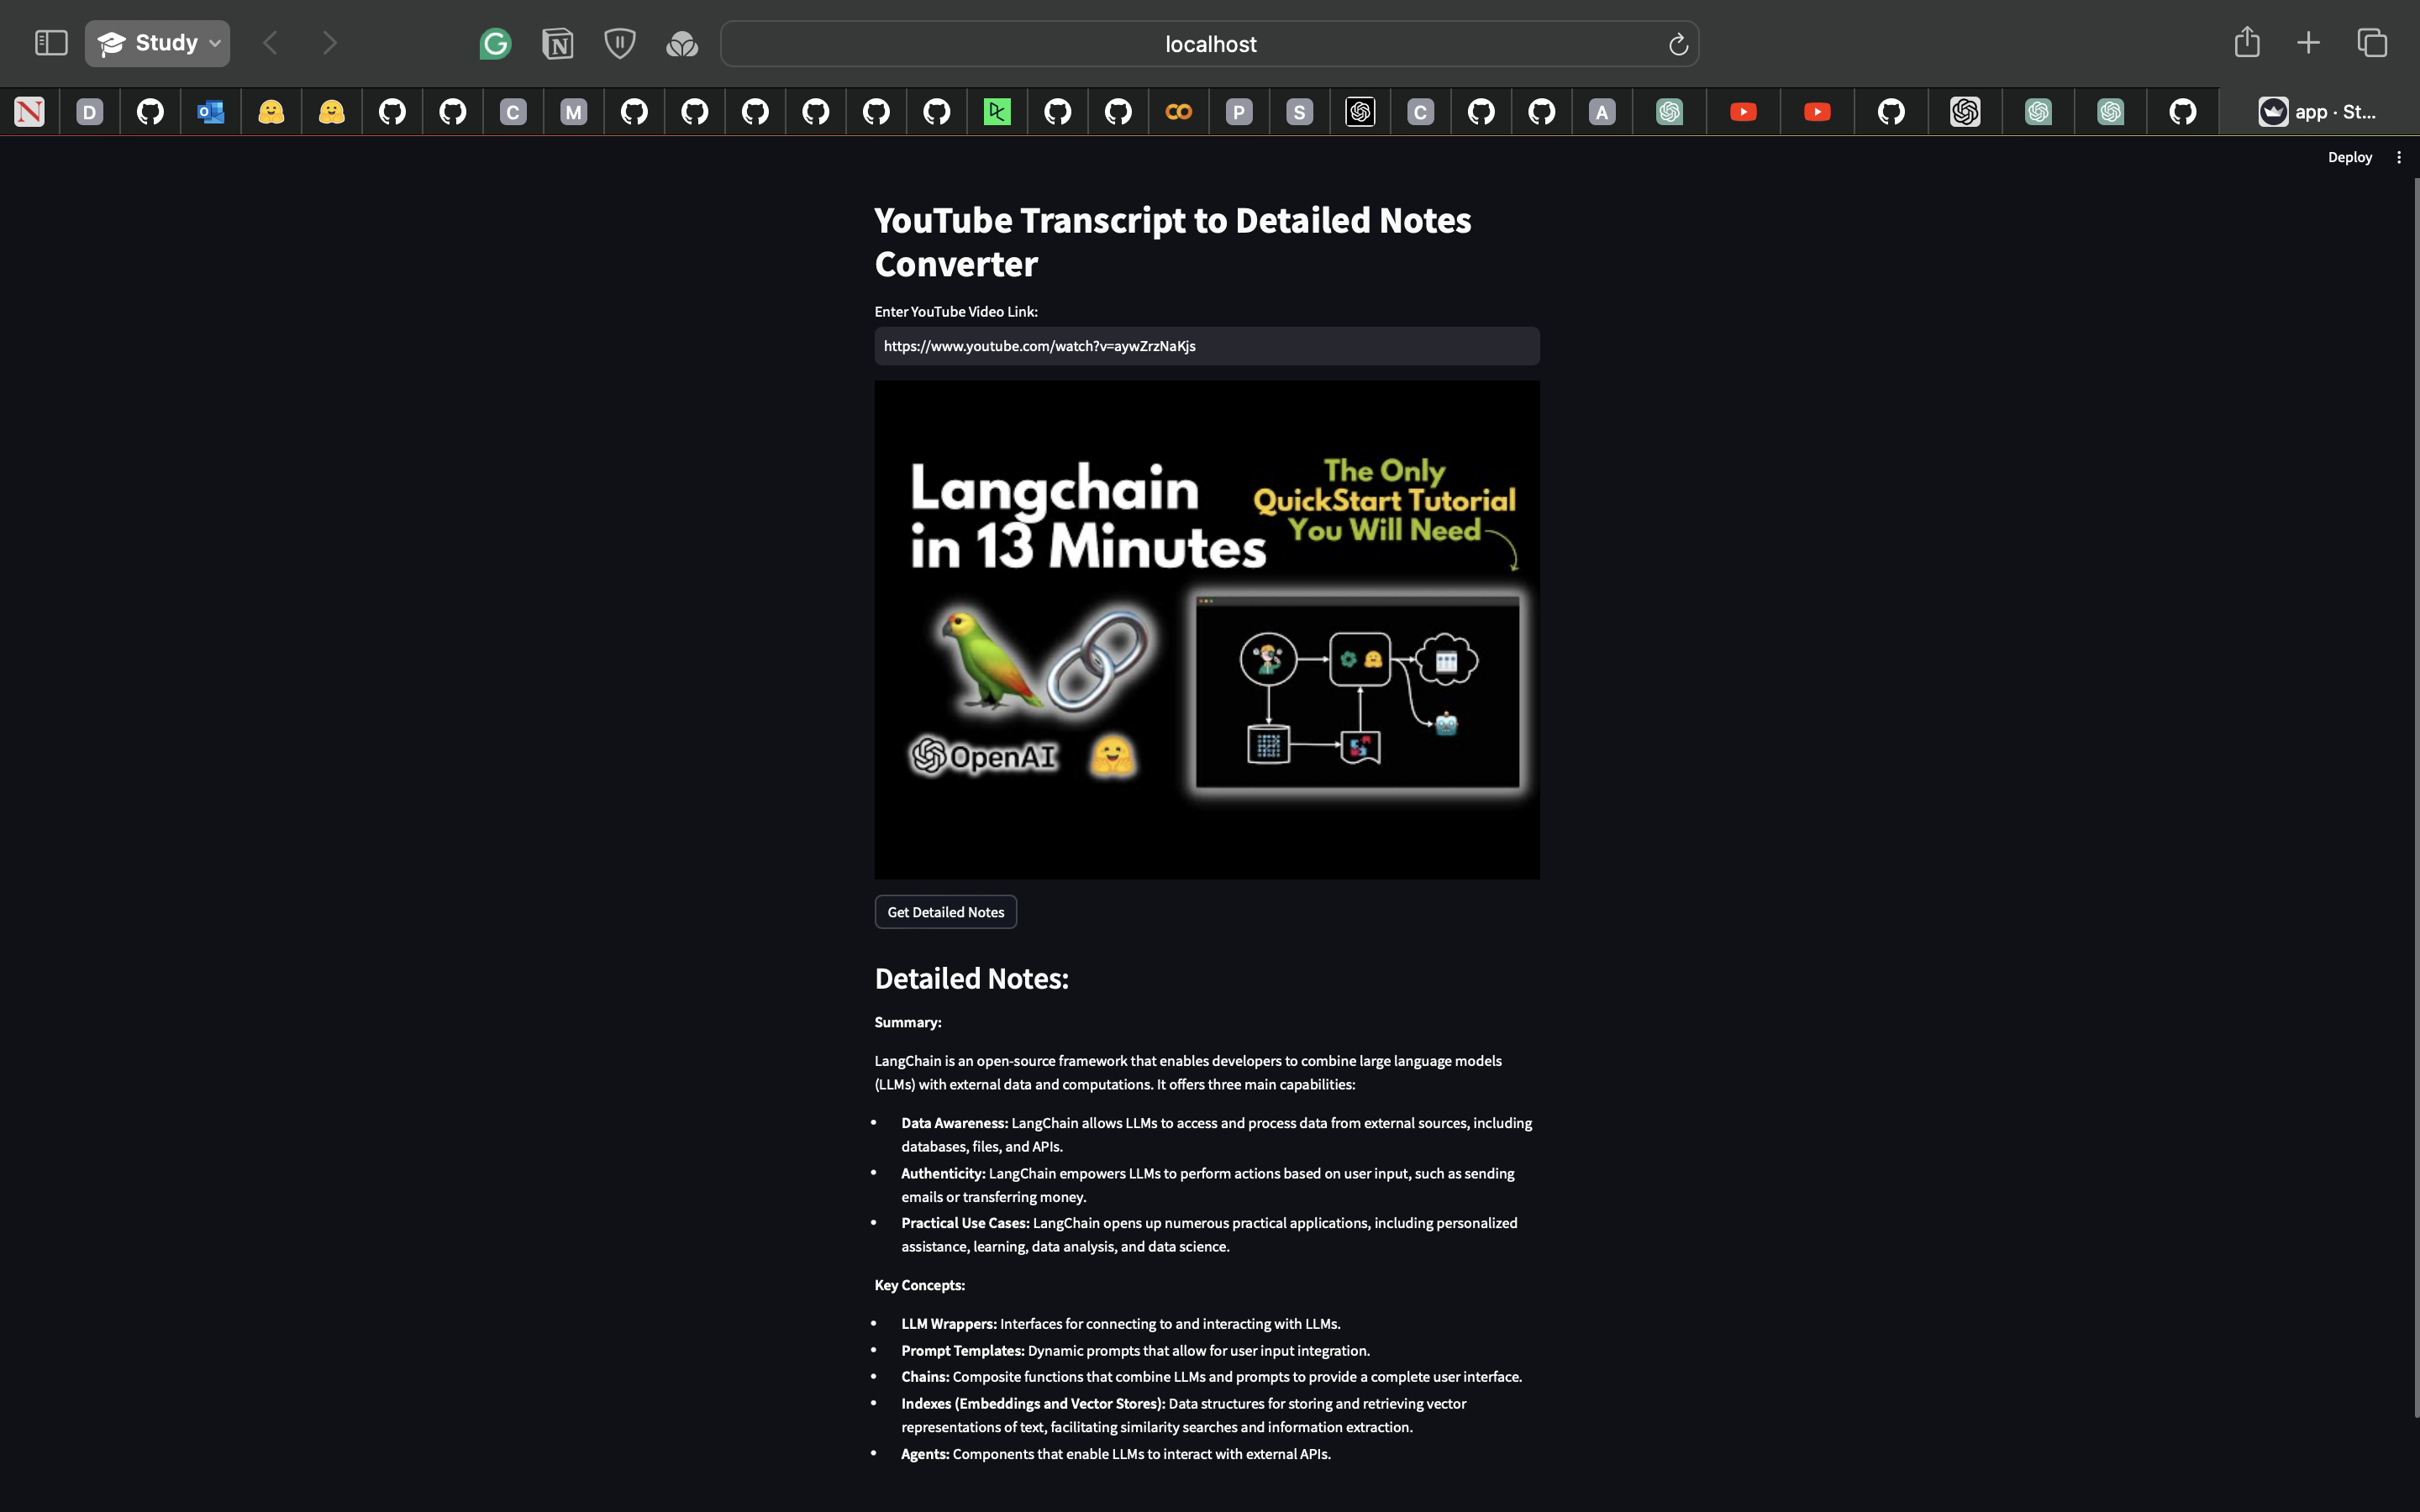 Study
localhost
D
C
M
P
S
C
A
app · St...
Deploy
YouTube Transcript to Detailed Notes
Converter
Enter YouTube Video Link:
https://www.youtube.com/watch?v=aywZrzNaKjs
Langchain
in 13 Minutes
The Only
QuickStart Tutorial
You Will Need
OpenAI
Get Detailed Notes
Detailed Notes:
Summary:
LangChain is an open-source framework that enables developers to combine large language models
(LLMs) with external data and computations. It offers three main capabilities:
• Data Awareness: LangChain allows LLMs to access and process data from external sources, including
databases, files, and APIs.
• Authenticity: LangChain empowers LLMs to perform actions based on user input, such as sending
emails or transferring money.
• Practical Use Cases: LangChain opens up numerous practical applications, including personalized
assistance, learning, data analysis, and data science.
Key Concepts:
• LLM Wrappers: Interfaces for connecting to and interacting with LLMs.
• Prompt Templates: Dynamic prompts that allow for user input integration.
• Chains: Composite functions that combine LLMs and prompts to provide a complete user interface.
• Indexes (Embeddings and Vector Stores): Data structures for storing and retrieving vector
representations of text, facilitating similarity searches and information extraction.
• Agents: Components that enable LLMs to interact with external APIs.